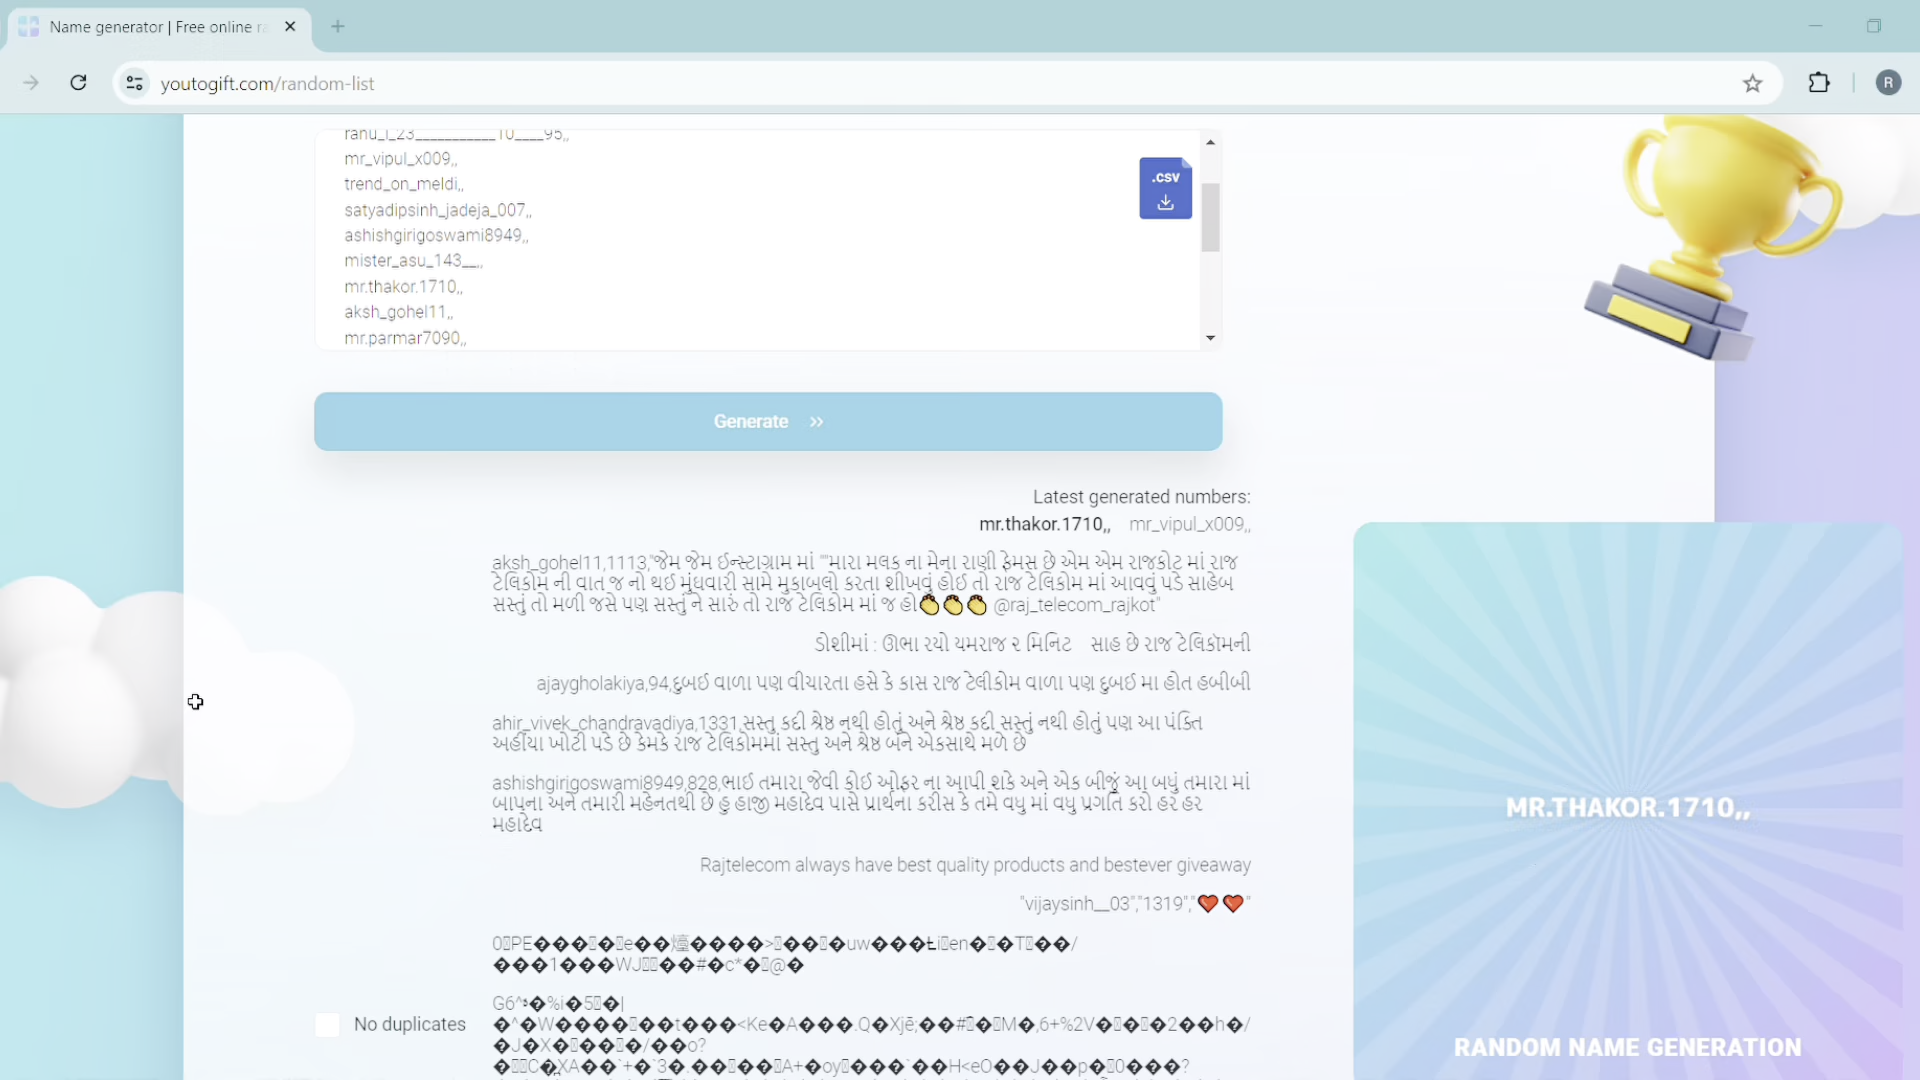 Name generator | Free online ra
youtogift.com/random-list
R
mr_vipul_x009,,
trend_on_meldi,,
.csv
satyadipsinh_jadeja_007,,
ashishgirigoswami8949,,
mister_asu_143__,,
mr.thakor.1710,,
aksh_gohel11,,
mr.parmar7090,,
Generate »
Latest generated numbers:
mr.thakor.1710,, mr_vipul_x009,,
aksh_gohel11,1113,"જેમ જેમ ઈન્સ્ટાગ્રામ માં ""મારા મલક ના મેના રાણી ફેમસ છે એમ એમ રાજકોટ માં રાજ
ટેલિકોમ ની વાત જ નો થઈ મુંઘવારી સામે મુકાબલો કરતા શીખવું હોઈ તો રાજ ટેલિકોમ માં આવવું પડે સાહેબ
સસ્તું તો મળી જસે પણ સસ્તું ને સારું તો રાજ ટેલિકોમ માં જ હો👏👏👏 @raj_telecom_rajkot"
ડોશીમાં : ઊભા રયો યમરાજ ૨ મિનિટ સાહ છે રાજ ટેલિકૉમની
ajaygholakiya,94,દુબઈ વાળા પણ વીચારતા હસે કે કાસ રાજ ટેલીકોમ વાળા પણ દુબઈ મા હોત હબીબી
ahir_vivek_chandravadiya,1331,સસ્તુ કદી શ્રેષ્ઠ નથી હોતું અને શ્રેષ્ઠ કદી સસ્તું નથી હોતું પણ આ પંક્તિ
અહીંયા ખોટી પડે છે કેમકે રાજ ટેલિકોમમાં સસ્તુ અને શ્રેષ્ઠ બંને એકસાથે મળે છે
ashishgirigoswami8949,828,ભાઈ તમારા જેવી કોઈ ઓફર ના આપી શકે અને એક બીજું આ બધું તમારા માં
બાપના અને તમારી મહેનતથી છે હુ હાજી મહાદેવ પાસે પ્રાર્થના કરીસ કે તમે વધુ માં વધુ પ્રગતિ કરો હર હર
મહાદેવ
Rajtelecom always have best quality products and bestever giveaway
"vijaysinh__03","1319","❤️❤️"
No duplicates
MR.THAKOR.1710,,
RANDOM NAME GENERATION